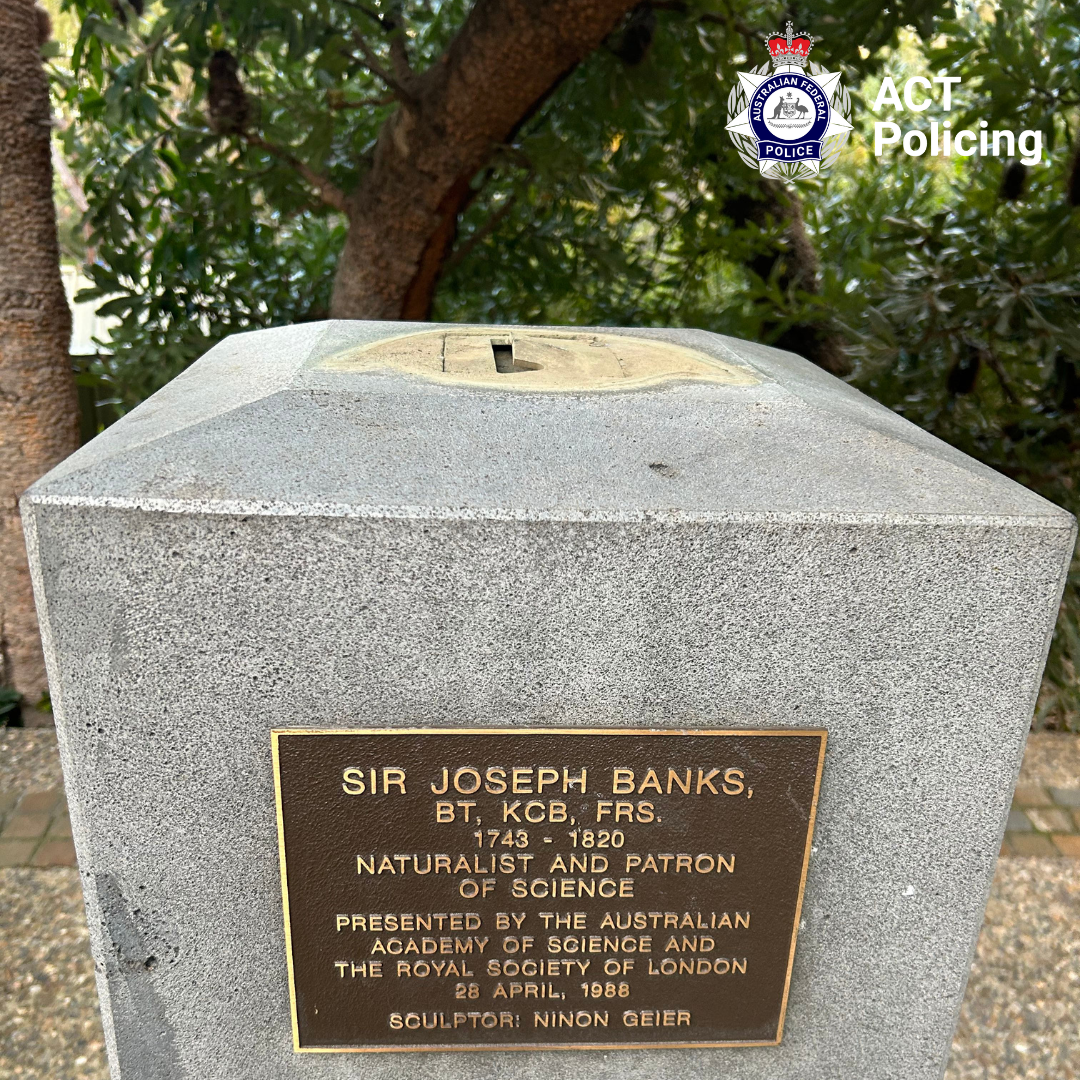 AUSTRALIAN FEDERAL
POLICE
ACT
Policing
SIR JOSEPH BANKS,
BT, KCB, FRS.
1743 - 1820
NATURALIST AND PATRON
OF SCIENCE
PRESENTED BY THE AUSTRALIAN
ACADEMY OF SCIENCE AND
THE ROYAL SOCIETY OF LONDON
28 APRIL, 1988
SCULPTOR: NINON GEIER